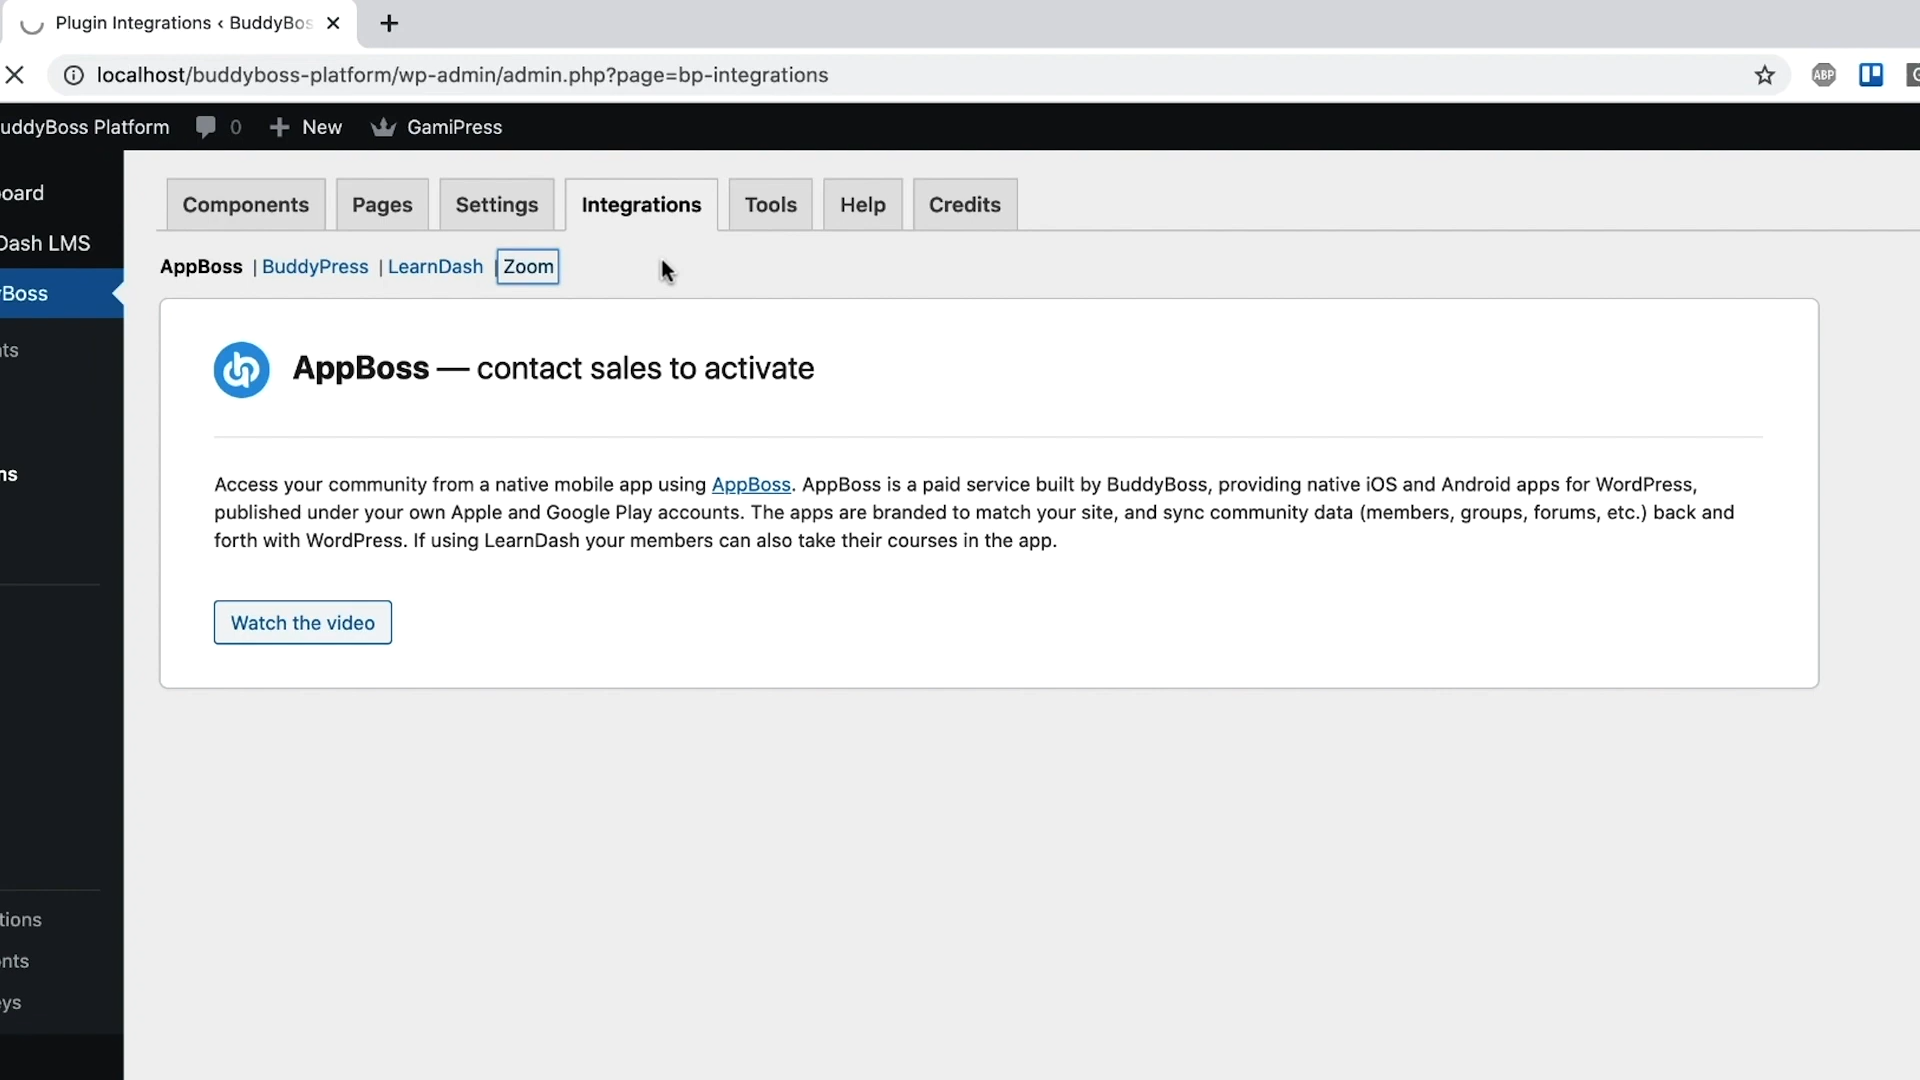 Plugin Integrations ‹ BuddyBos
localhost/buddyboss-platform/wp-admin/admin.php?page=bp-integrations
ABP
uddyBoss Platform 0 New GamiPress
oard
Dash LMS
Boss
nts
ns
tions
nts
eys
Components Pages Settings Integrations Tools Help Credits
AppBoss | BuddyPress | LearnDash | Zoom
AppBoss — contact sales to activate
Access your community from a native mobile app using AppBoss. AppBoss is a paid service built by BuddyBoss, providing native iOS and Android apps for WordPress,
published under your own Apple and Google Play accounts. The apps are branded to match your site, and sync community data (members, groups, forums, etc.) back and
forth with WordPress. If using LearnDash your members can also take their courses in the app.
Watch the video